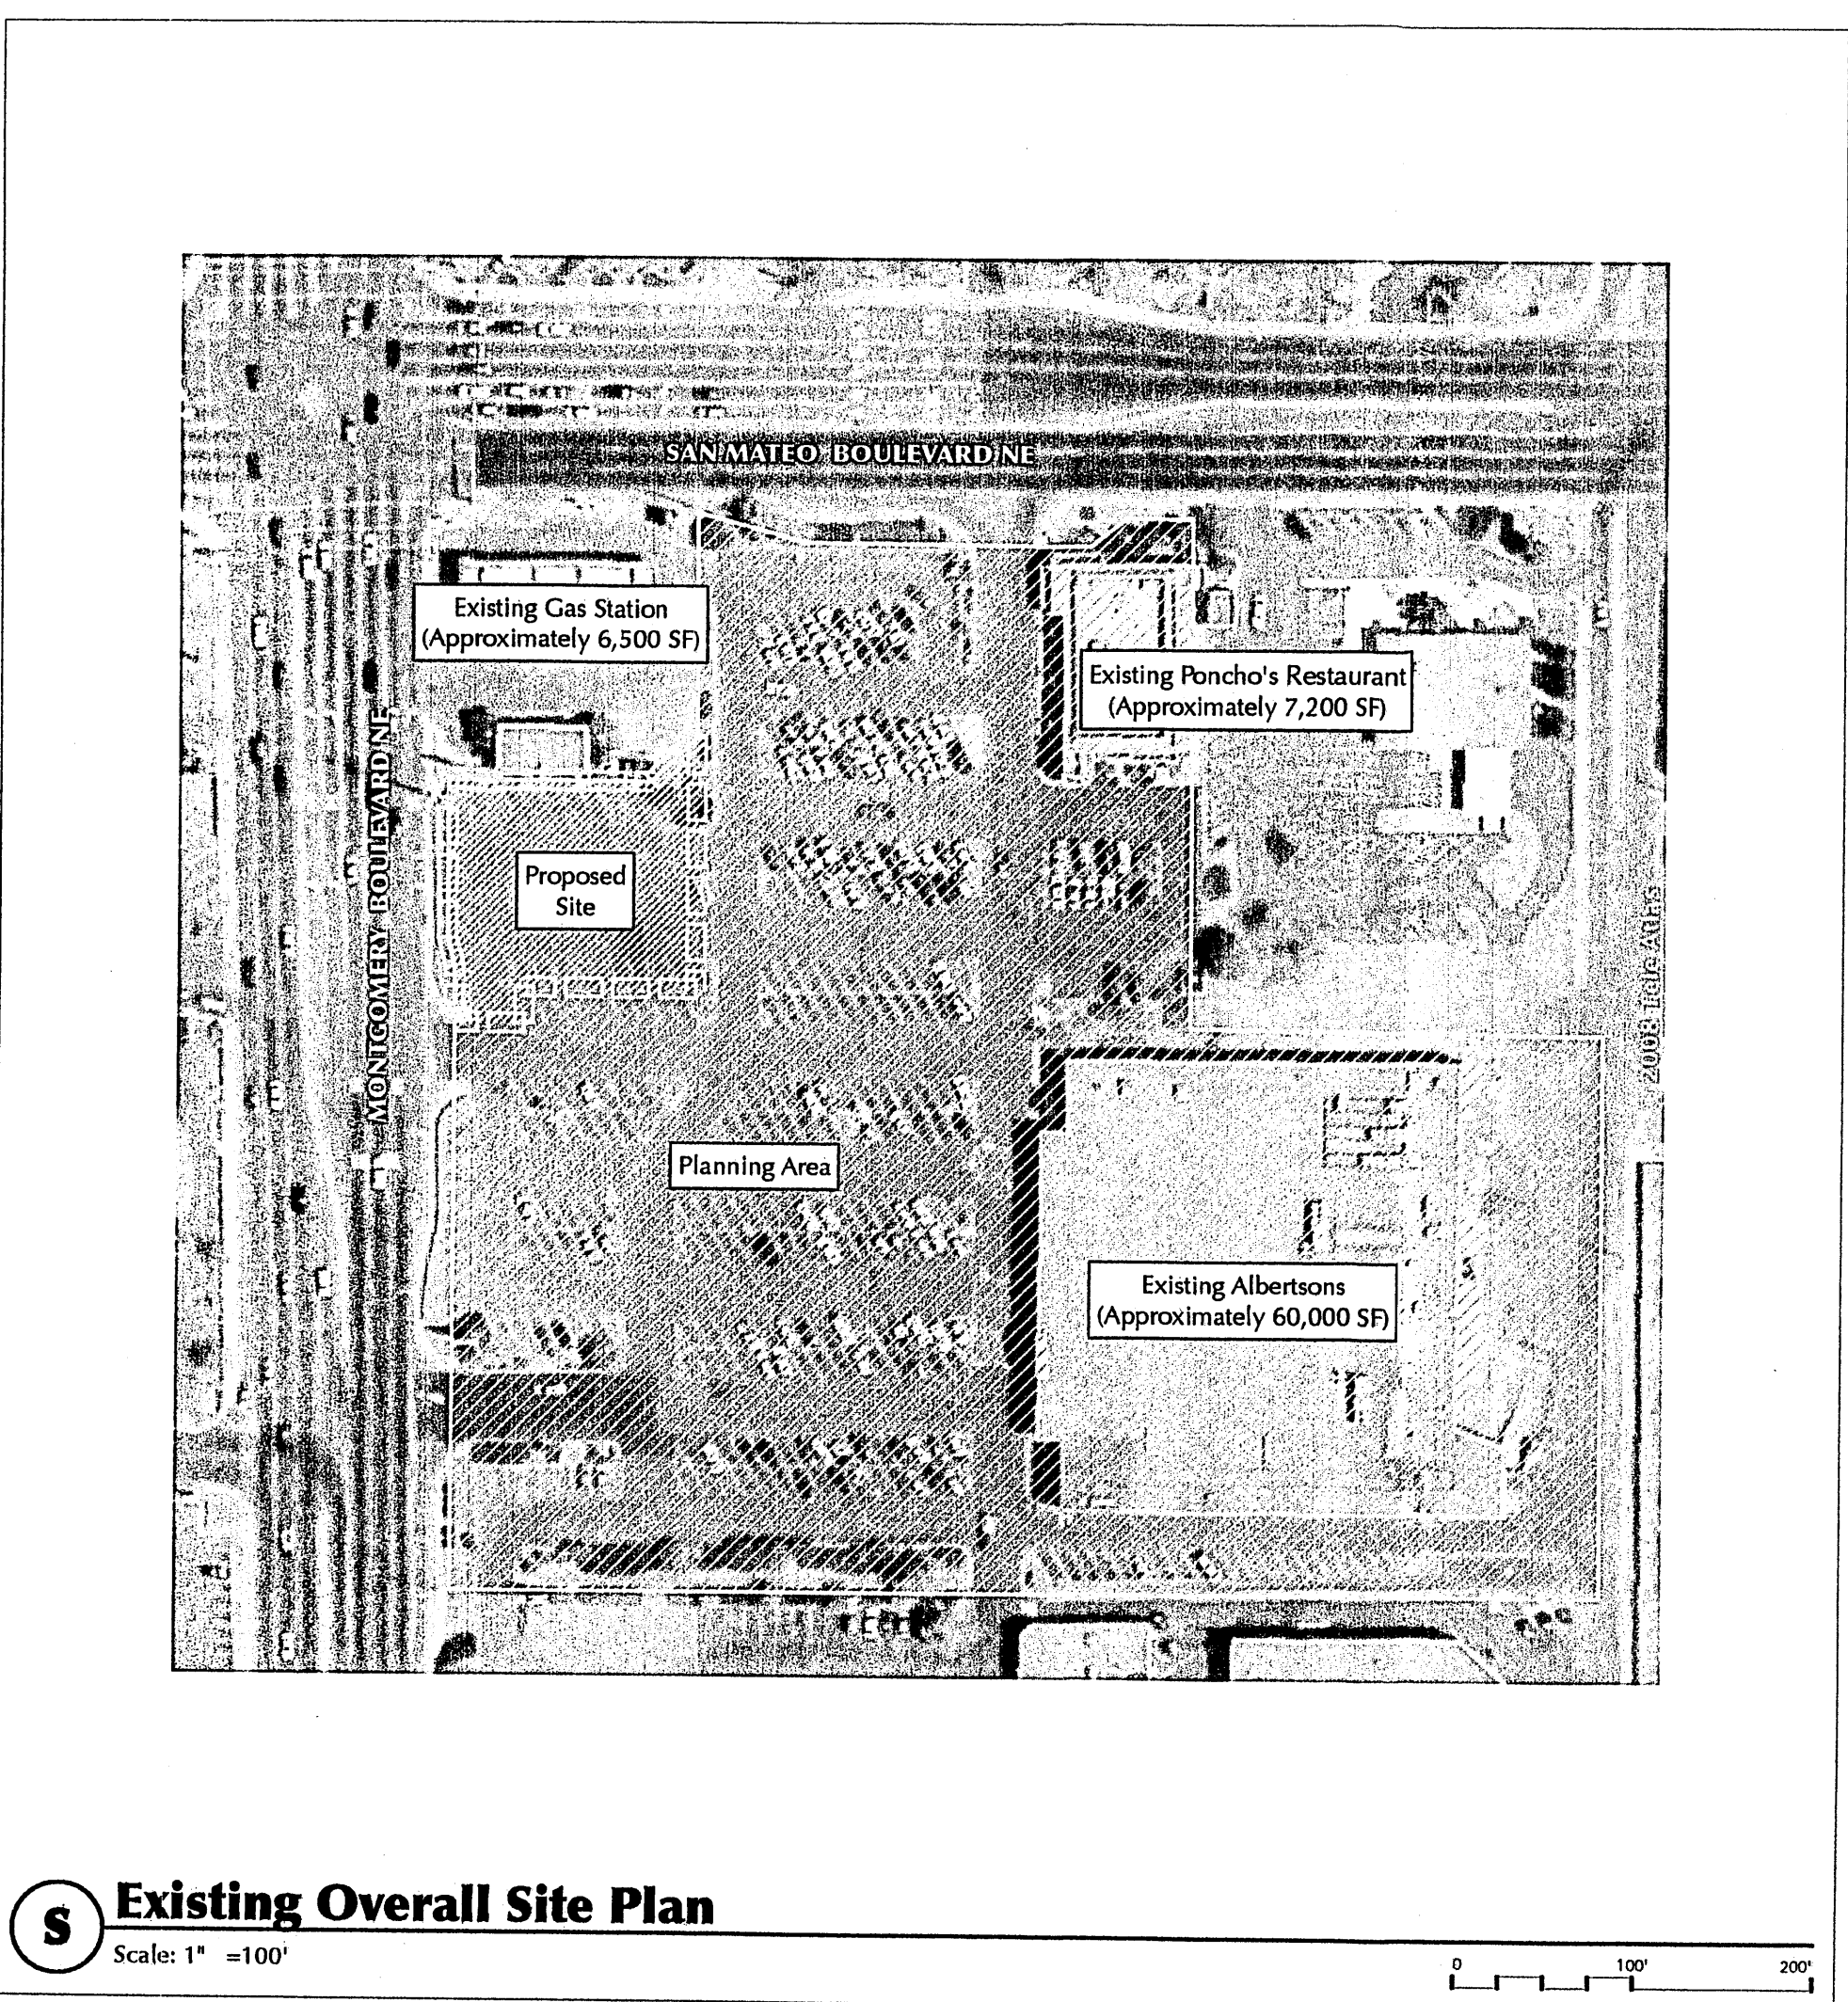 SAN MATEO BOULEVARD NE
Existing Gas Station
(Approximately 6,500 SF)
Existing Poncho's Restaurant
(Approximately 7,200 SF)
MONTGOMERY BOULEVARD NE
Proposed
Site
Planning Area
Existing Albertsons
(Approximately 60,000 SF)
S
Existing Overall Site Plan
Scale: 1" =100'
0 100' 200'